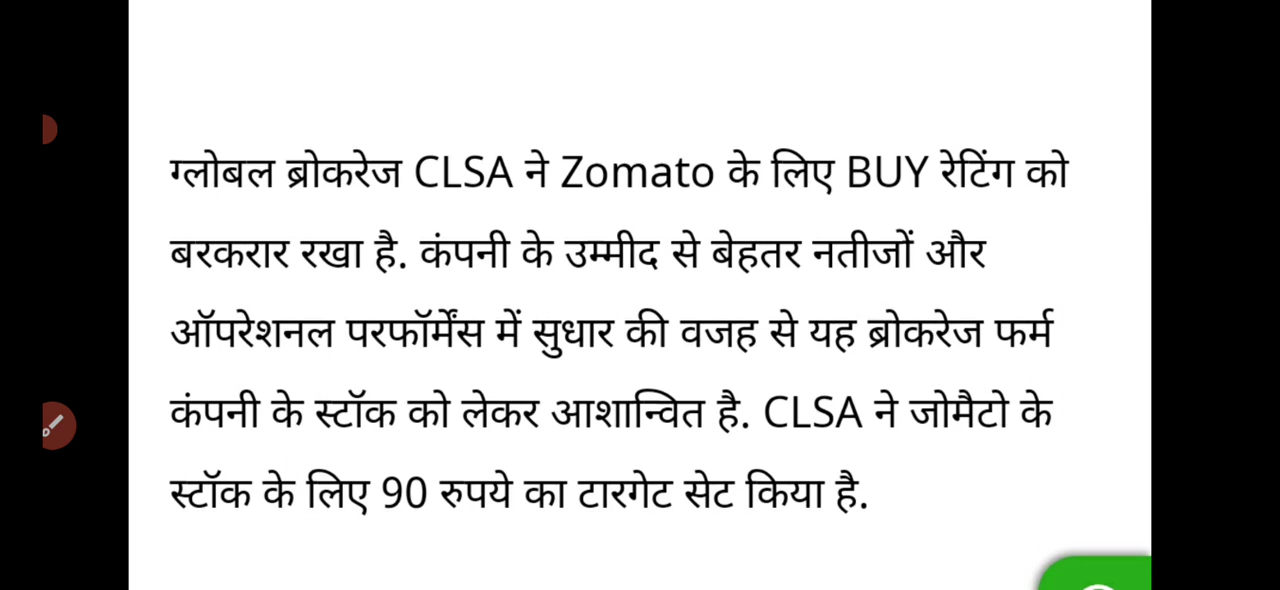 ग्लोबल ब्रोकरेज CLSA ने Zomato के लिए BUY रेटिंग को
बरकरार रखा है. कंपनी के उम्मीद से बेहतर नतीजों और
ऑपरेशनल परफॉर्मेंस में सुधार की वजह से यह ब्रोकरेज फर्म
कंपनी के स्टॉक को लेकर आशान्वित है. CLSA ने जोमैटो के
स्टॉक के लिए 90 रुपये का टारगेट सेट किया है.